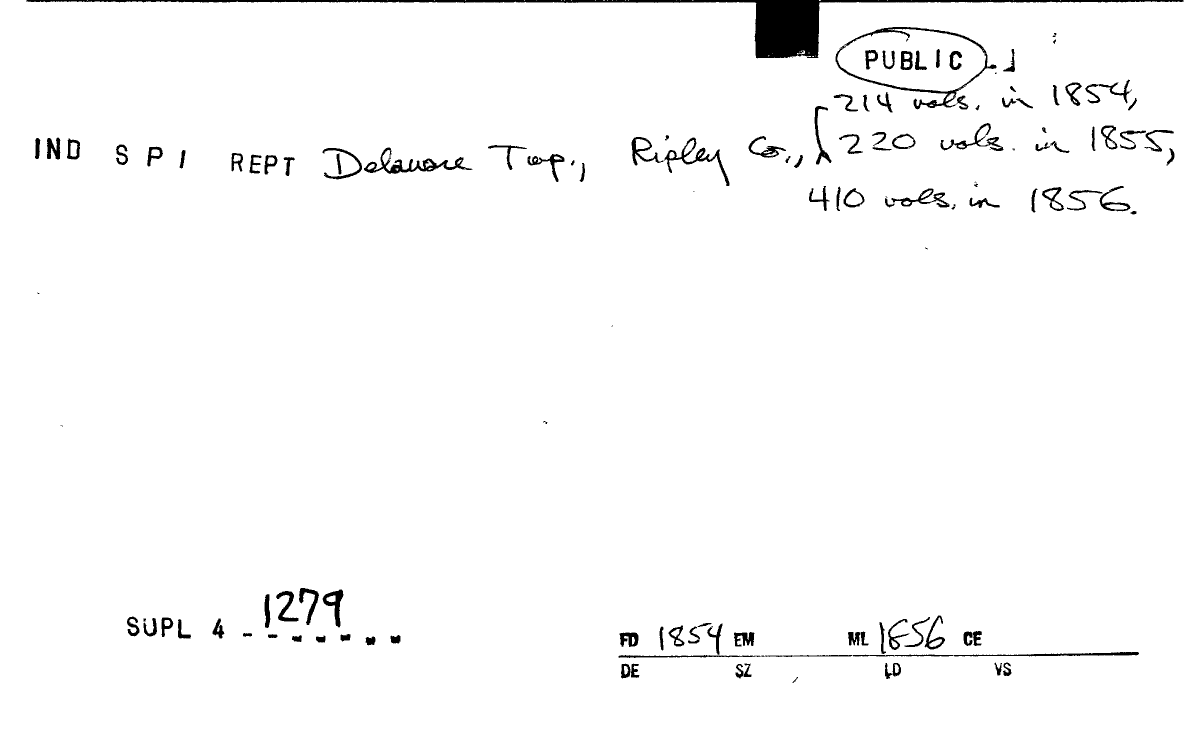 PUBLIC
214 vols. in 1854,
IND SPI REPT Delaware Twp., Ripley Co., 220 vols. in 1855,
410 vols. in 1856.
SUPL 4 1279
FD 1854 EM ML 1856 CE
DE SZ LD VS